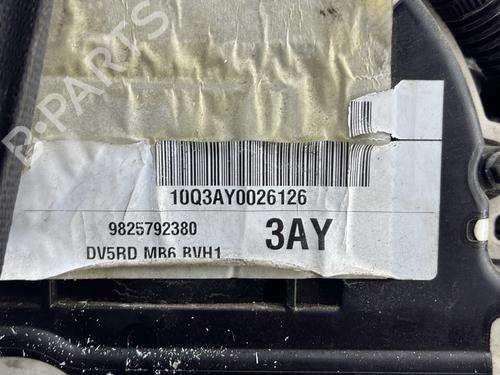 B-PARTS
10Q3AY0026126
9825792380
3AY
DV5RD MB6 BVH1